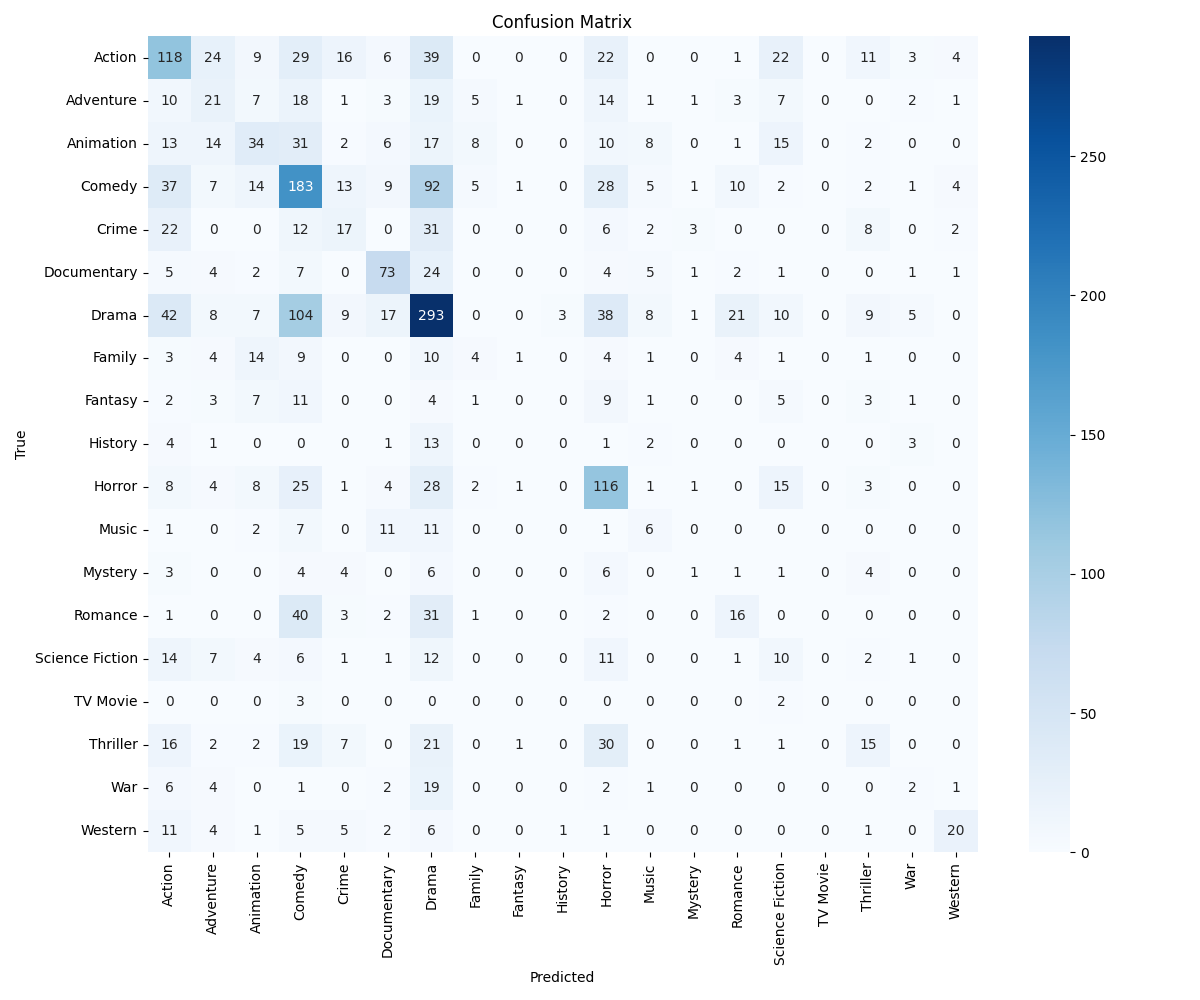 Confusion Matrix
Action 118 24 9 29 16 6 39 0 0 0 22 0 0 1 22 0 11 3 4
Adventure 10 21 7 18 1 3 19 5 1 0 14 1 1 3 7 0 0 2 1
Animation 13 14 34 31 2 6 17 8 0 0 10 8 0 1 15 0 2 0 0
Comedy 37 7 14 183 13 9 92 5 1 0 28 5 1 10 2 0 2 1 4
Crime 22 0 0 12 17 0 31 0 0 0 6 2 3 0 0 0 8 0 2
Documentary 5 4 2 7 0 73 24 0 0 0 4 5 1 2 1 0 0 1 1
Drama 42 8 7 104 9 17 293 0 0 3 38 8 1 21 10 0 9 5 0
Family 3 4 14 9 0 0 10 4 1 0 4 1 0 4 1 0 1 0 0
Fantasy 2 3 7 11 0 0 4 1 0 0 9 1 0 0 5 0 3 1 0
History 4 1 0 0 0 1 13 0 0 0 1 2 0 0 0 0 0 3 0
Horror 8 4 8 25 1 4 28 2 1 0 116 1 1 0 15 0 3 0 0
Music 1 0 2 7 0 11 11 0 0 0 1 6 0 0 0 0 0 0 0
Mystery 3 0 0 4 4 0 6 0 0 0 6 0 1 1 1 0 4 0 0
Romance 1 0 0 40 3 2 31 1 0 0 2 0 0 16 0 0 0 0 0
Science Fiction 14 7 4 6 1 1 12 0 0 0 11 0 0 1 10 0 2 1 0
TV Movie 0 0 0 3 0 0 0 0 0 0 0 0 0 0 2 0 0 0 0
Thriller 16 2 2 19 7 0 21 0 1 0 30 0 0 1 1 0 15 0 0
War 6 4 0 1 0 2 19 0 0 0 2 1 0 0 0 0 0 2 1
Western 11 4 1 5 5 2 6 0 0 1 1 0 0 0 0 0 1 0 20
True
Action Adventure Animation Comedy Crime Documentary Drama Family Fantasy History Horror Music Mystery Romance Science Fiction TV Movie Thriller War Western
Predicted
250
200
150
100
50
0